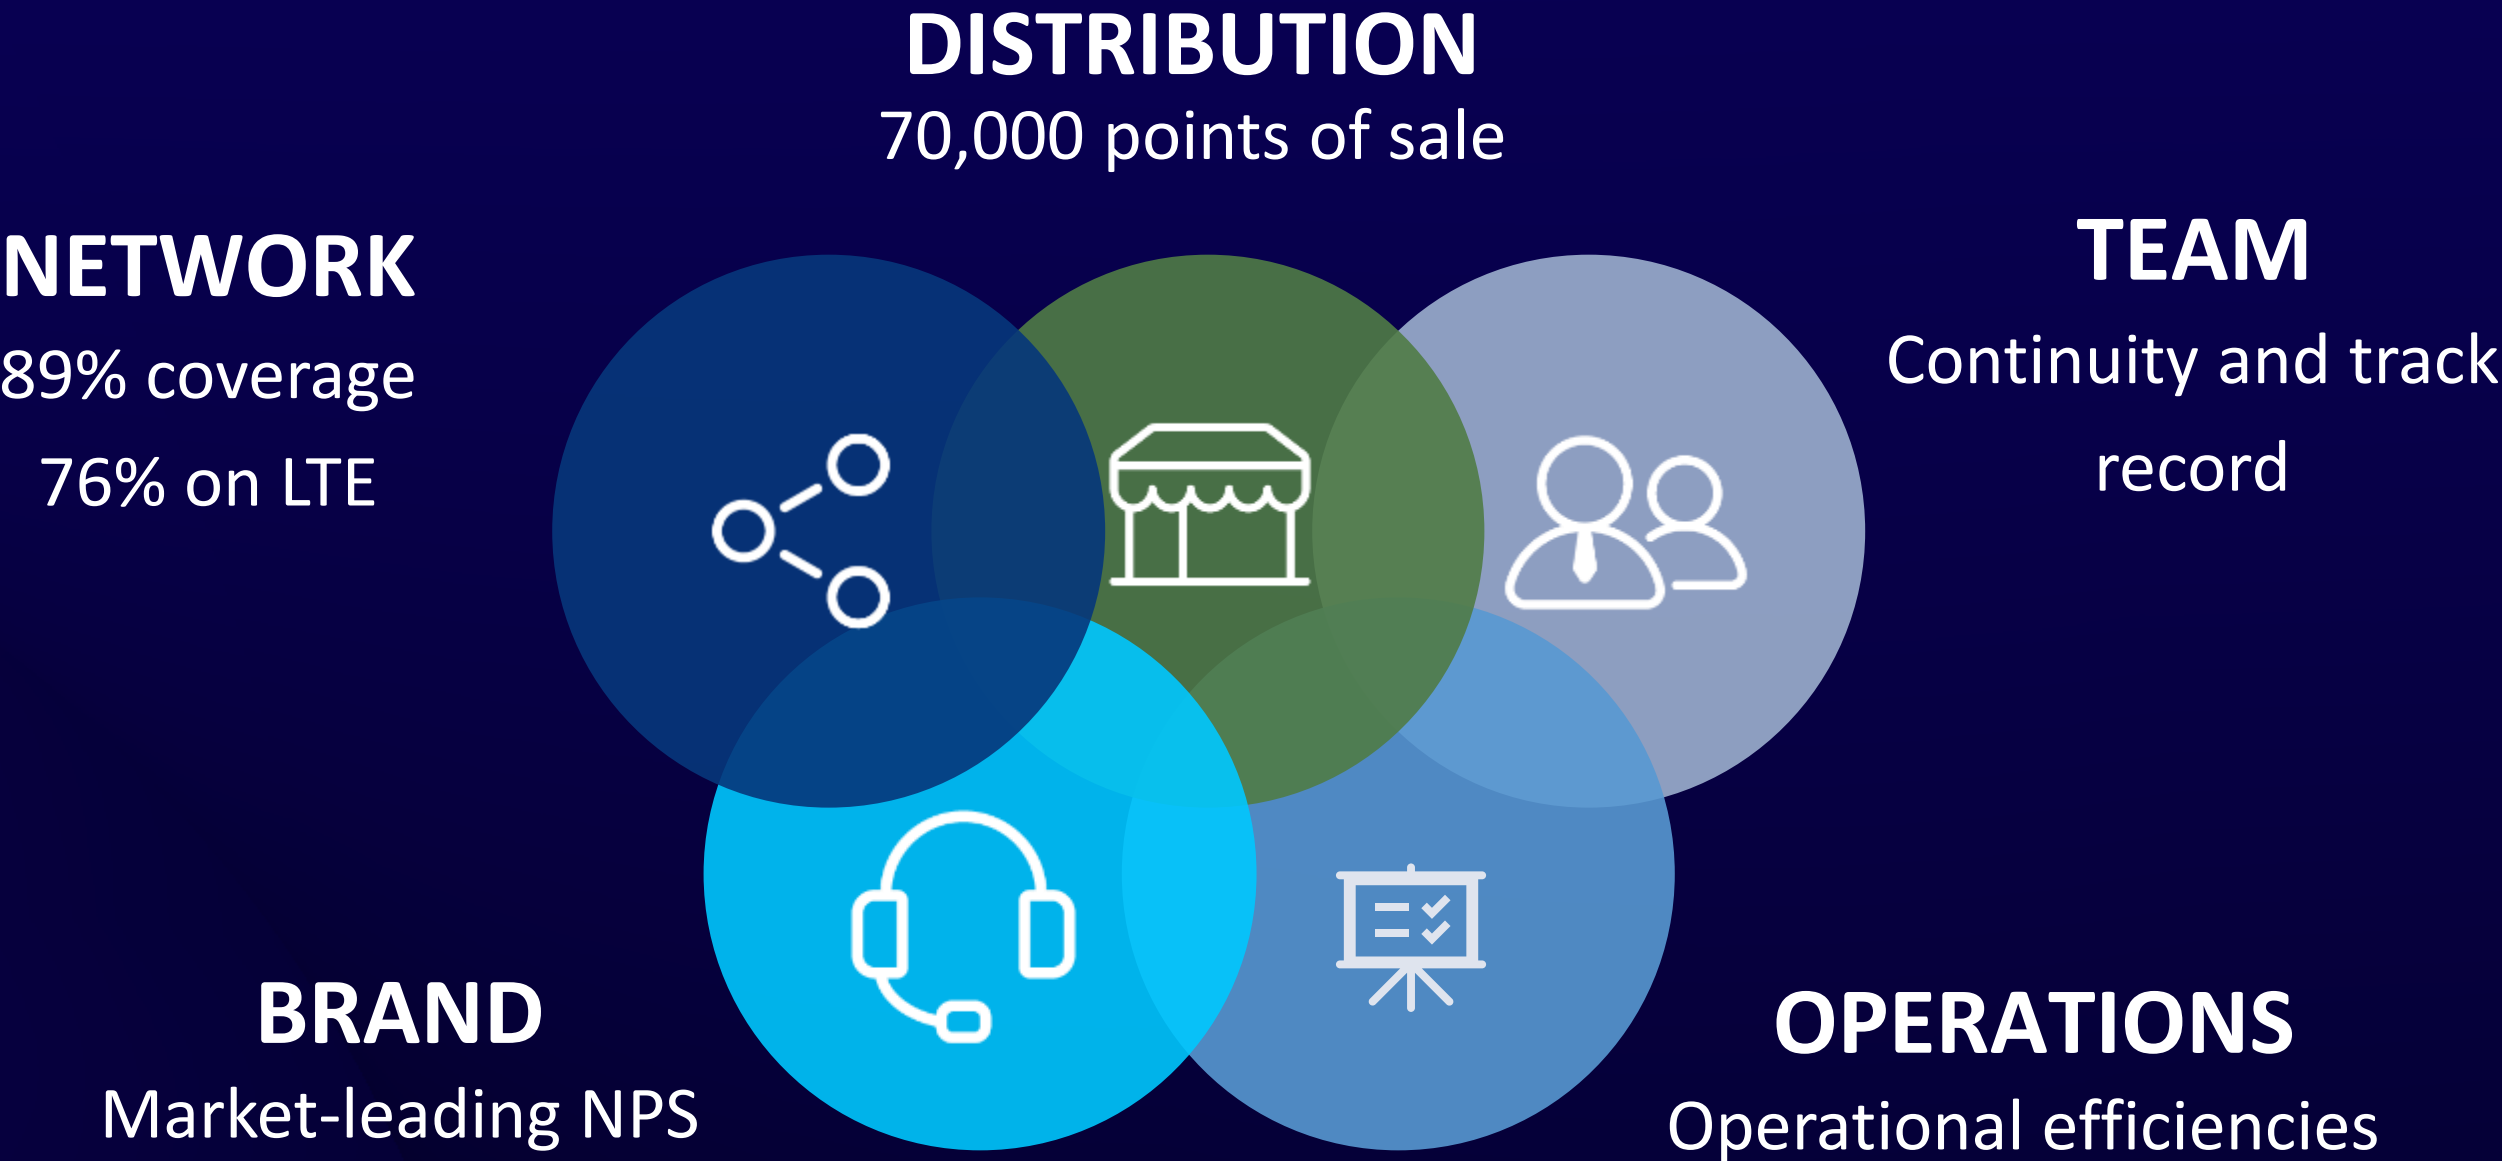 DISTRIBUTION
70,000 points of sale
NETWORK
89% coverage
76% on LTE
TEAM
Continuity and track
record
BRAND
Market-leading NPS
OPERATIONS
Operational efficiencies